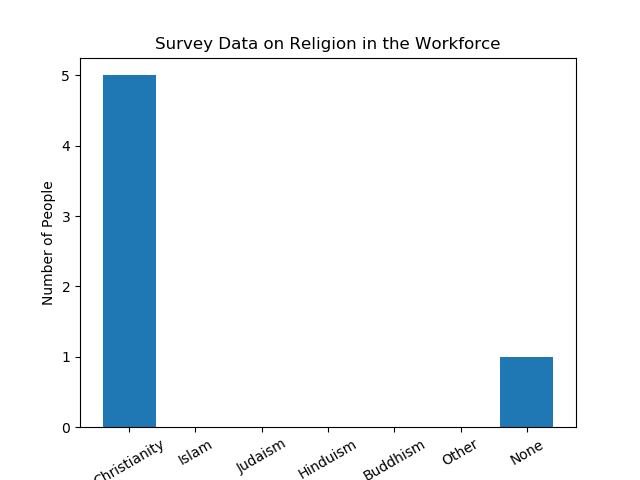 Survey Data on Religion in the Workforce
Number of People
5
4
3
2
1
0
Christianity
Islam
Judaism
Hinduism
Buddhism
Other
None